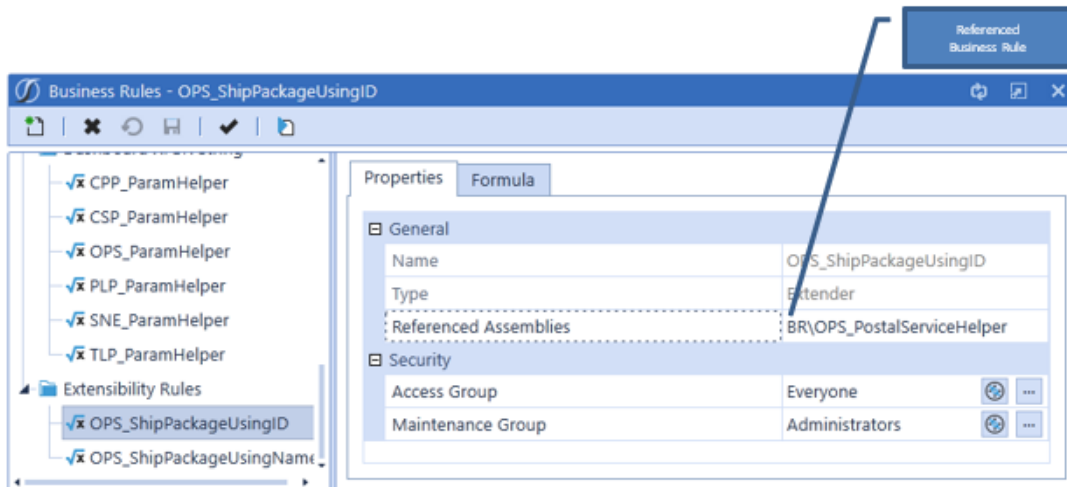 Referenced
Business Rule
Business Rules - OPS_ShipPackageUsingID
CPP_ParamHelper
CSP_ParamHelper
OPS_ParamHelper
PLP_ParamHelper
SNE_ParamHelper
TLP_ParamHelper
Extensibility Rules
OPS_ShipPackageUsingID
OPS_ShipPackageUsingName
Properties
Formula
General
Name OPS_ShipPackageUsingID
Type Extender
Referenced Assemblies BR\OPS_PostalServiceHelper
Security
Access Group Everyone
Maintenance Group Administrators